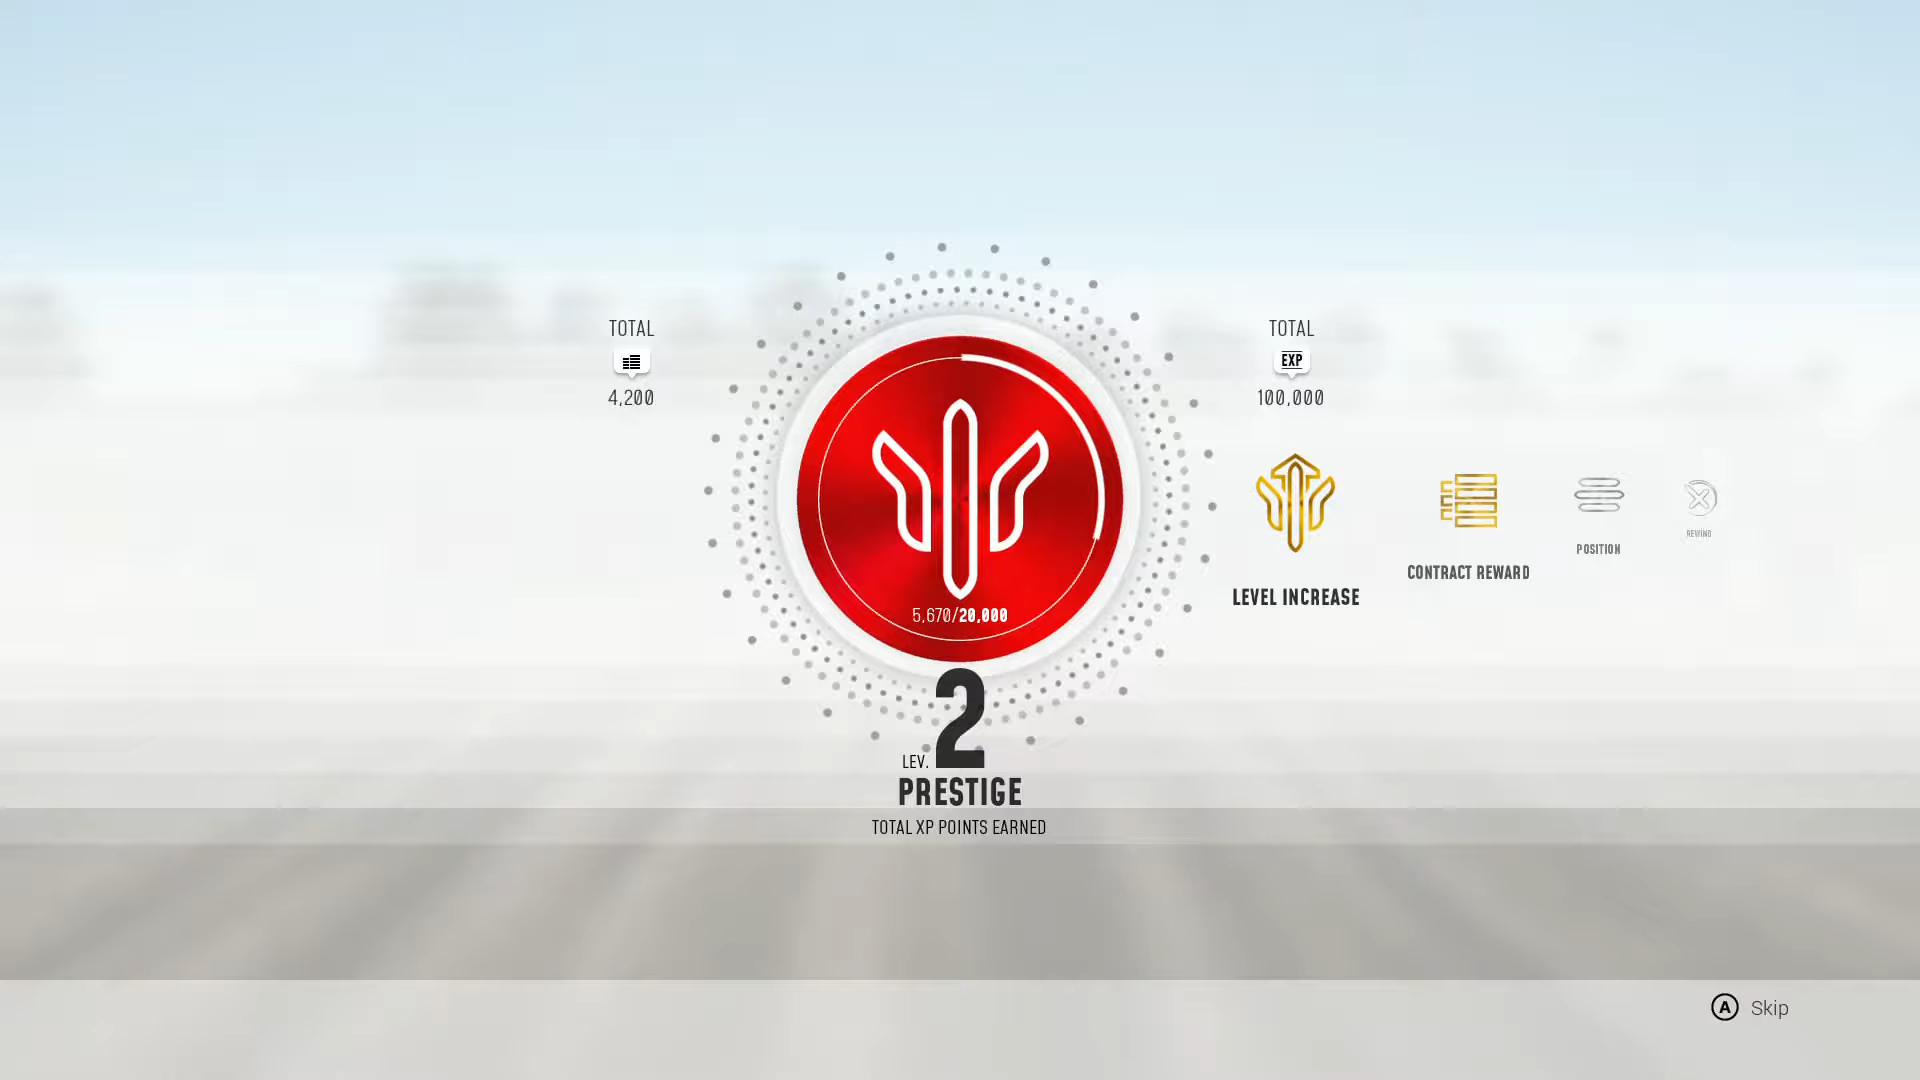 TOTAL
4,200
TOTAL
EXP
100,000
5,670/20,000
LEVEL INCREASE
CONTRACT REWARD
POSITION
REWIND
LEV. 2
PRESTIGE
TOTAL XP POINTS EARNED
A Skip